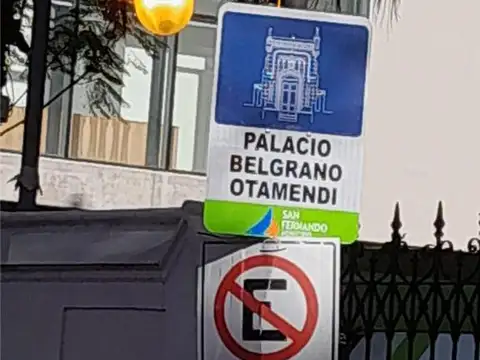 PALACIO
BELGRANO
OTAMENDI
SAN
FERNANDO
E